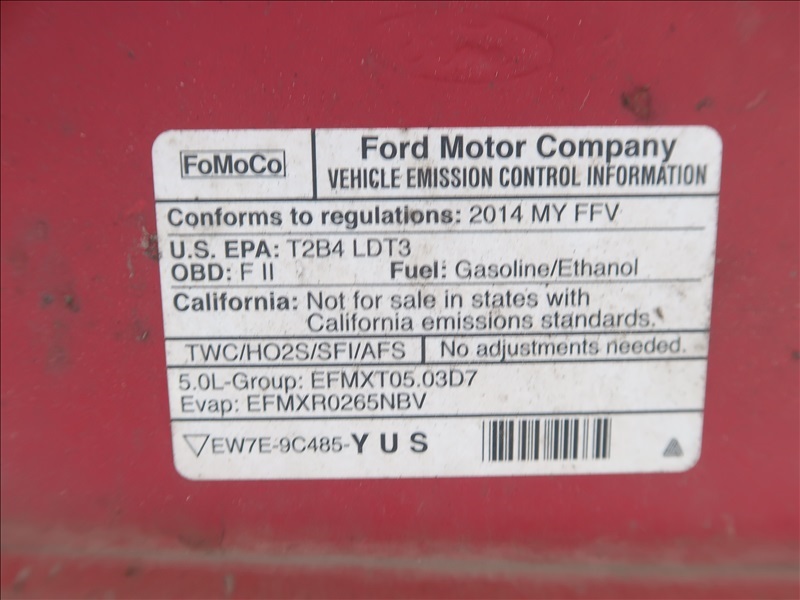 FoMoCo
Ford Motor Company
VEHICLE EMISSION CONTROL INFORMATION
Conforms to regulations: 2014 MY FFV
U.S. EPA: T2B4 LDT3
OBD: F II Fuel: Gasoline/Ethanol
California: Not for sale in states with
California emissions standards.
TWC/HO2S/SFI/AFS No adjustments needed.
5.0L-Group: EFMXT05.03D7
Evap: EFMXR0265NBV
EW7E-9C485-YUS